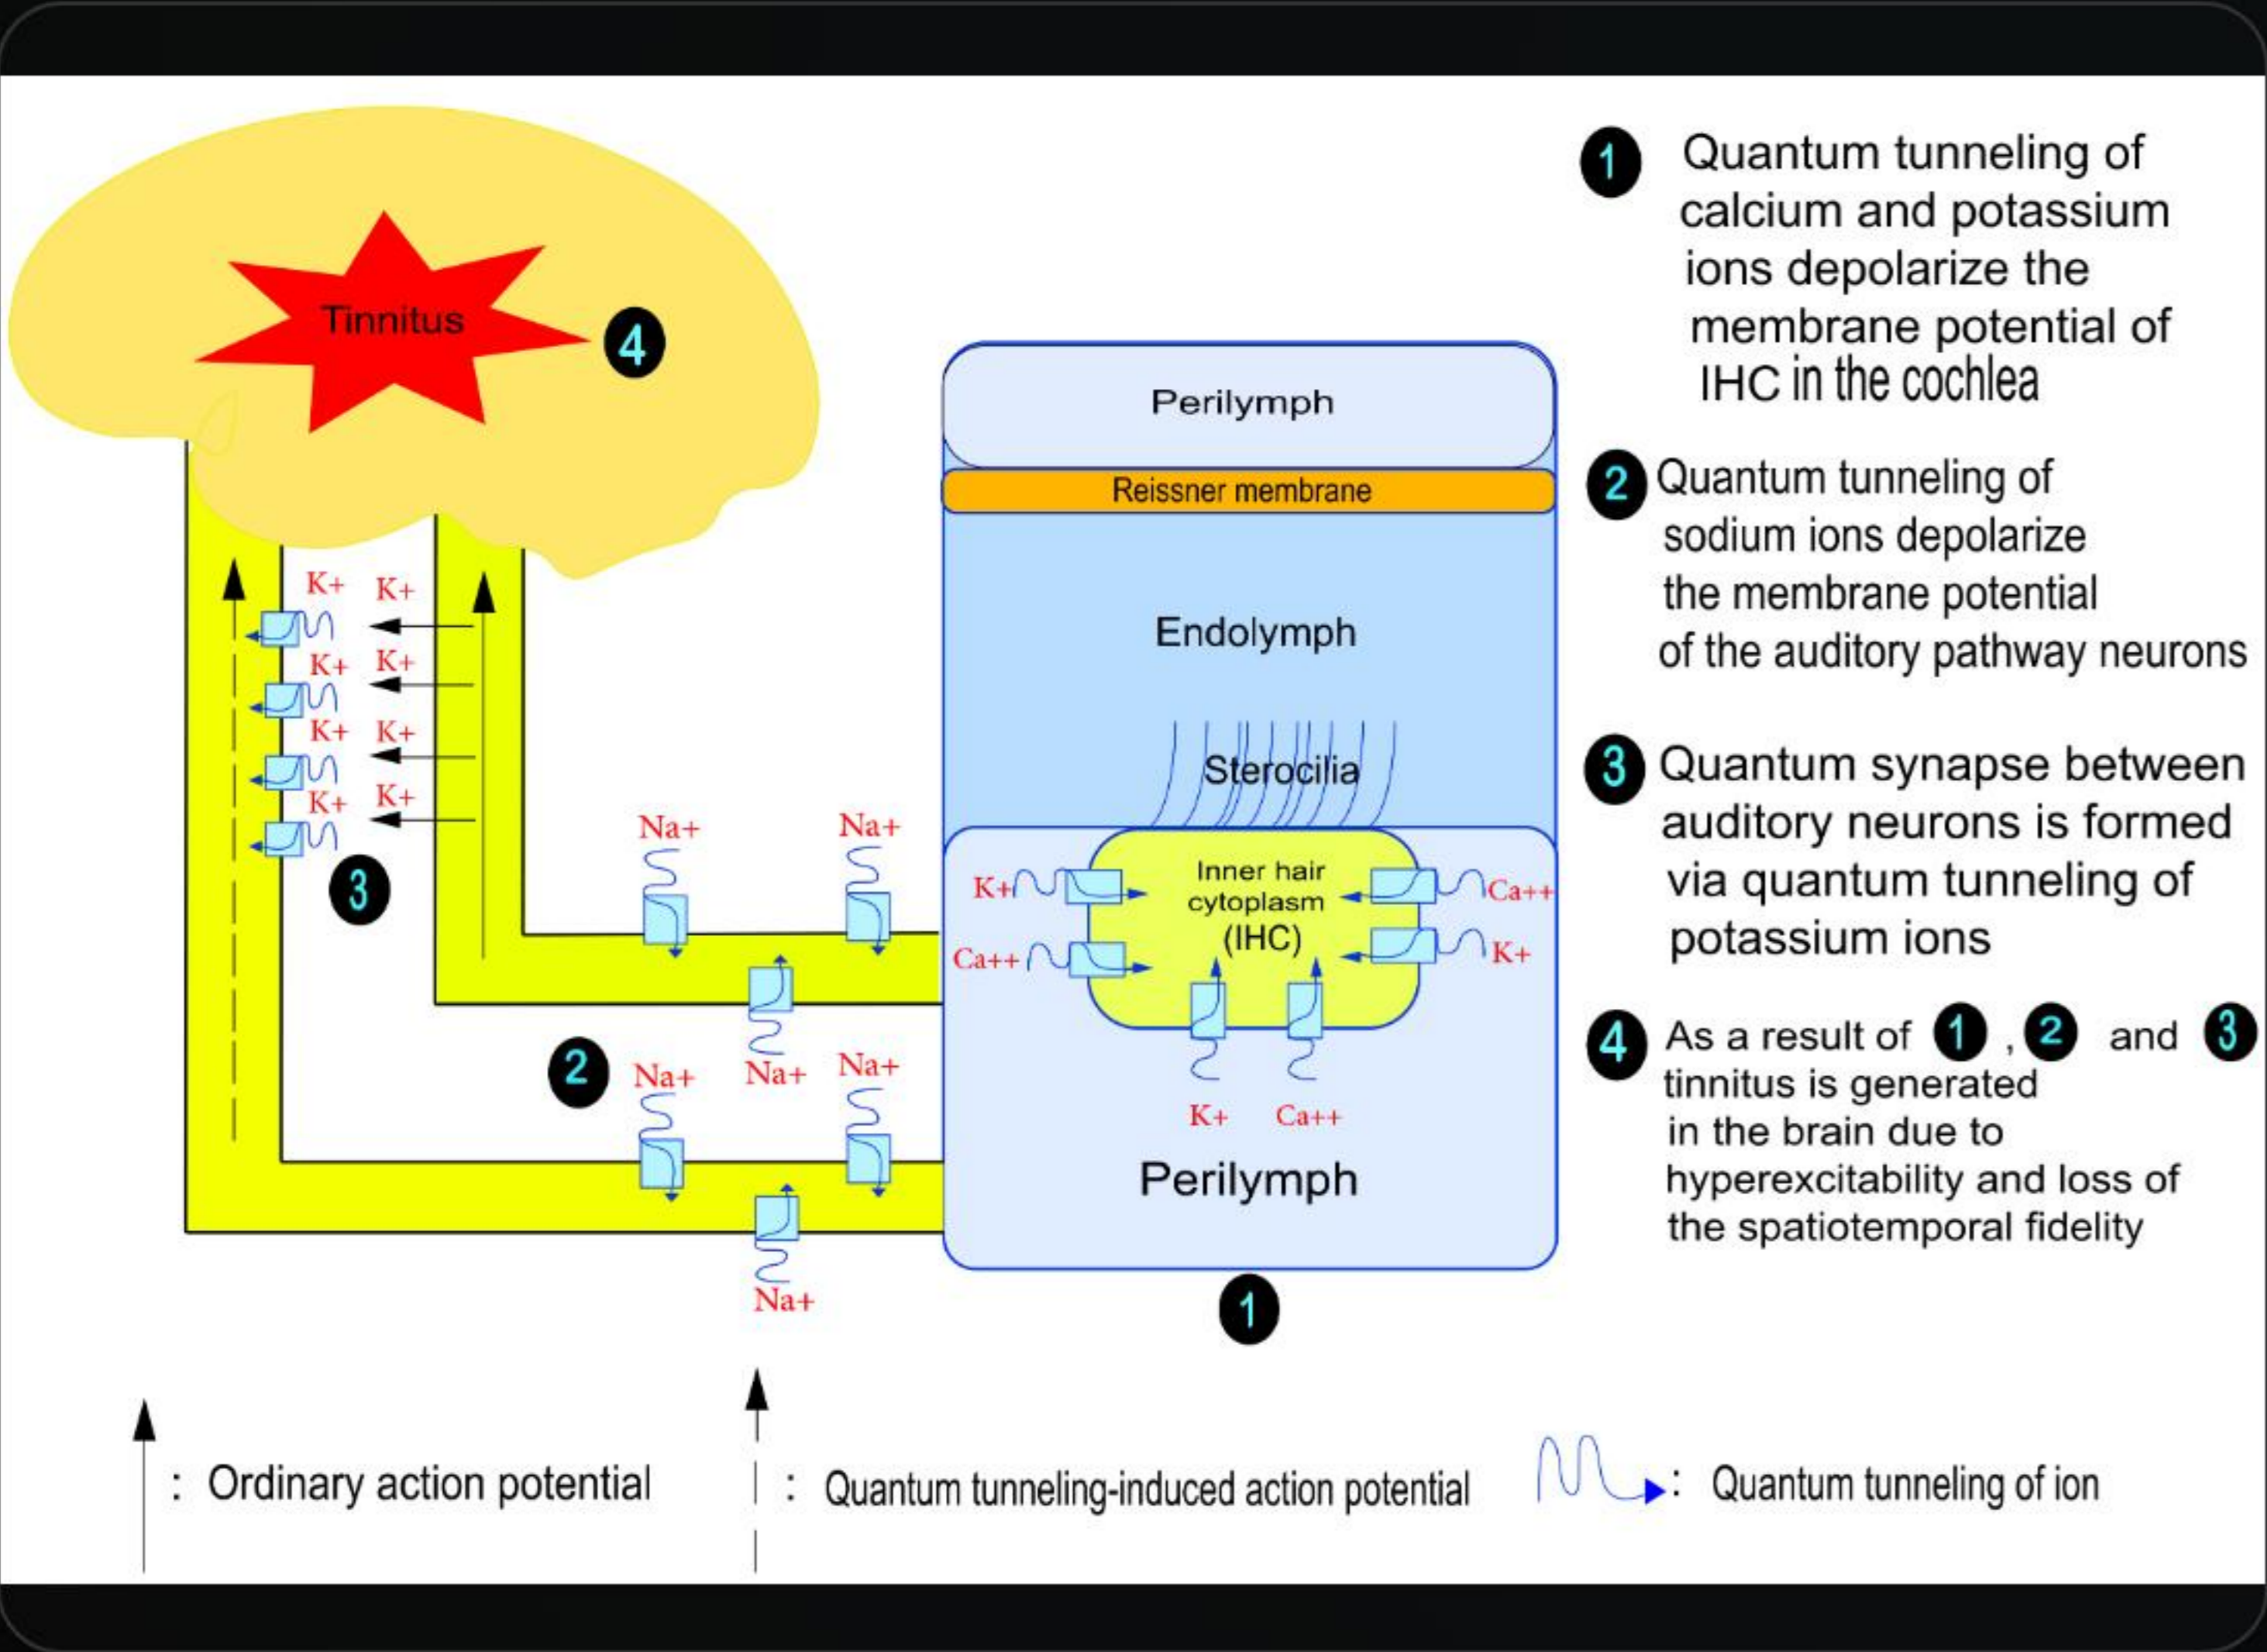 Tinnitus
4
K+ K+
K+ K+
K+ K+
K+ K+
3
Na+ Na+
2
Na+
Na+
Na+
Na+
Perilymph
Reissner membrane
Endolymph
Sterocilia
Inner hair
cytoplasm
(IHC)
K+
Ca++
Ca++
K+
K+ Ca++
Perilymph
1
1 Quantum tunneling of
calcium and potassium
ions depolarize the
membrane potential of
IHC in the cochlea
2 Quantum tunneling of
sodium ions depolarize
the membrane potential
of the auditory pathway neurons
3 Quantum synapse between
auditory neurons is formed
via quantum tunneling of
potassium ions
4 As a result of 1 , 2 and 3
tinnitus is generated
in the brain due to
hyperexcitability and loss of
the spatiotemporal fidelity
: Ordinary action potential
: Quantum tunneling-induced action potential
: Quantum tunneling of ion